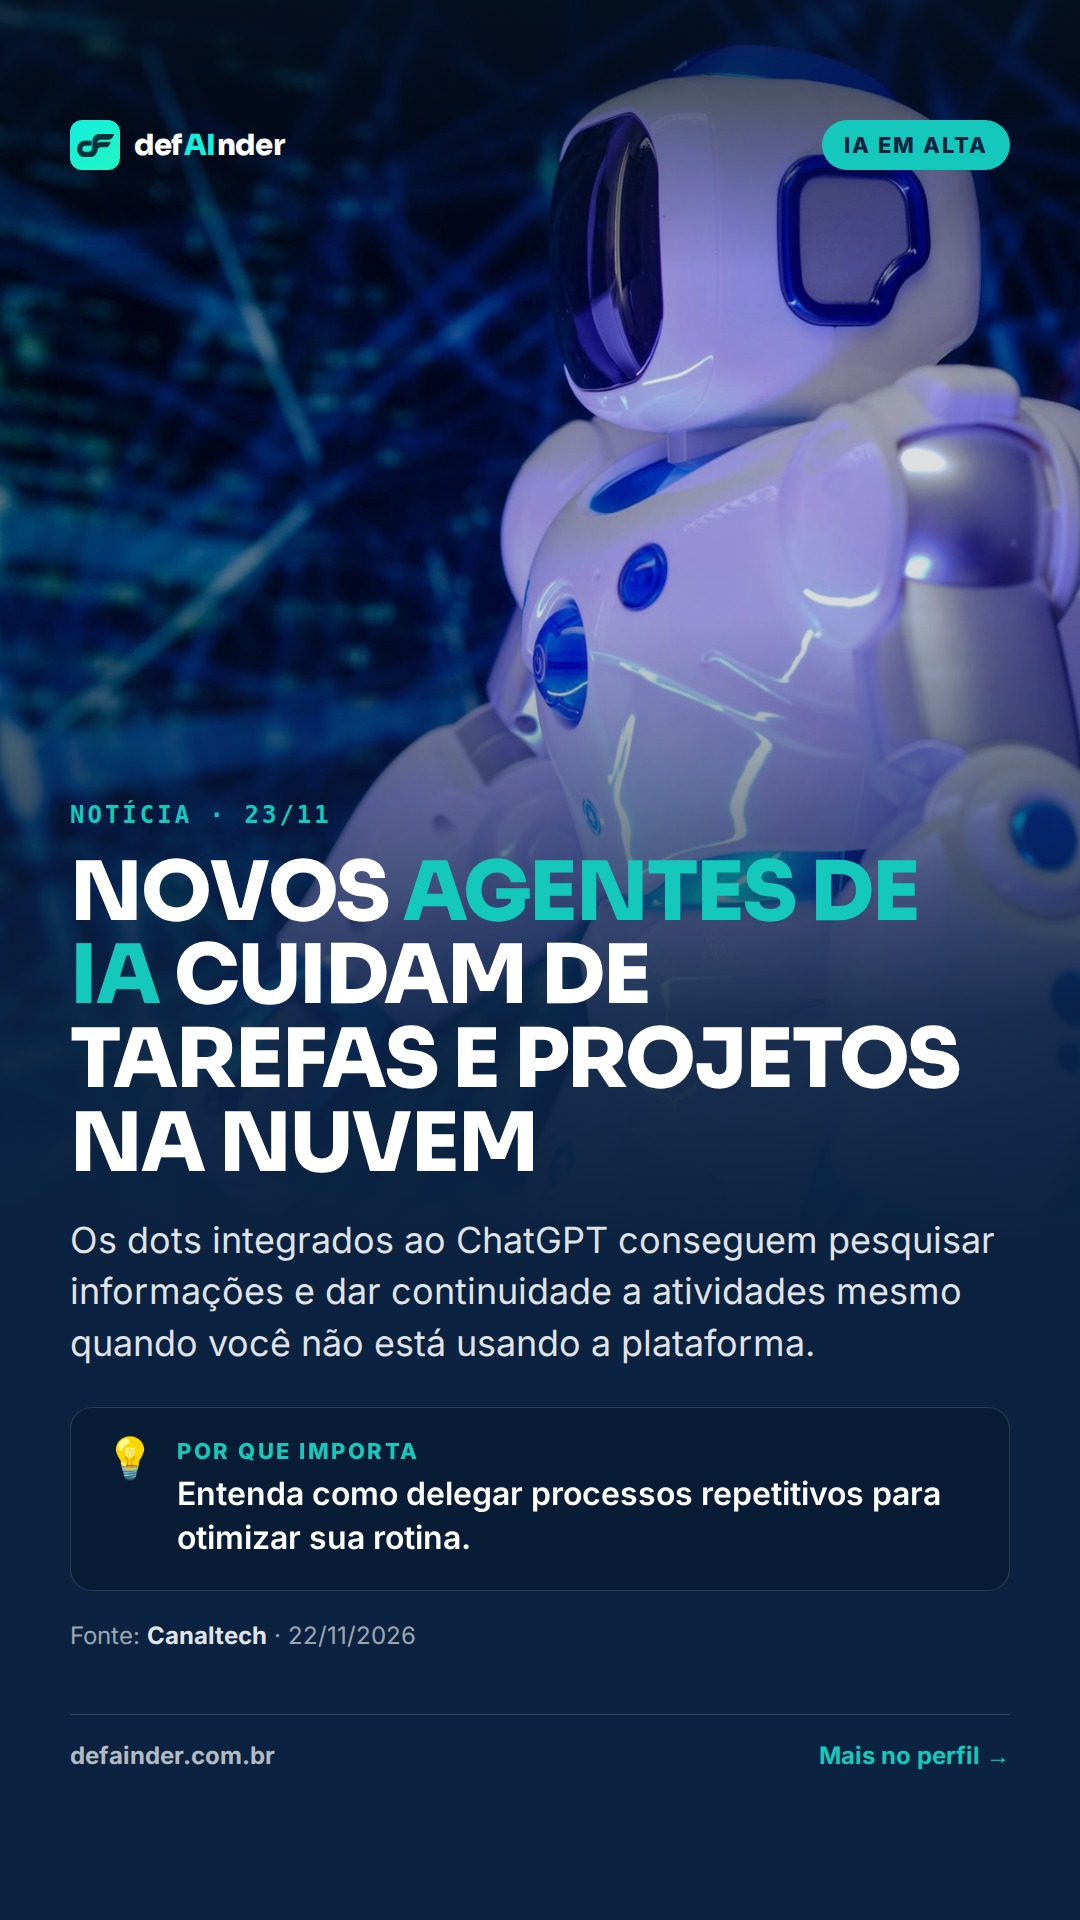 defAInder
IA EM ALTA
NOTÍCIA · 23/11
NOVOS AGENTES DE
IA CUIDAM DE
TAREFAS E PROJETOS
NA NUVEM
Os dots integrados ao ChatGPT conseguem pesquisar
informações e dar continuidade a atividades mesmo
quando você não está usando a plataforma.
POR QUE IMPORTA
Entenda como delegar processos repetitivos para
otimizar sua rotina.
Fonte: Canaltech · 22/11/2026
defainder.com.br
Mais no perfil →